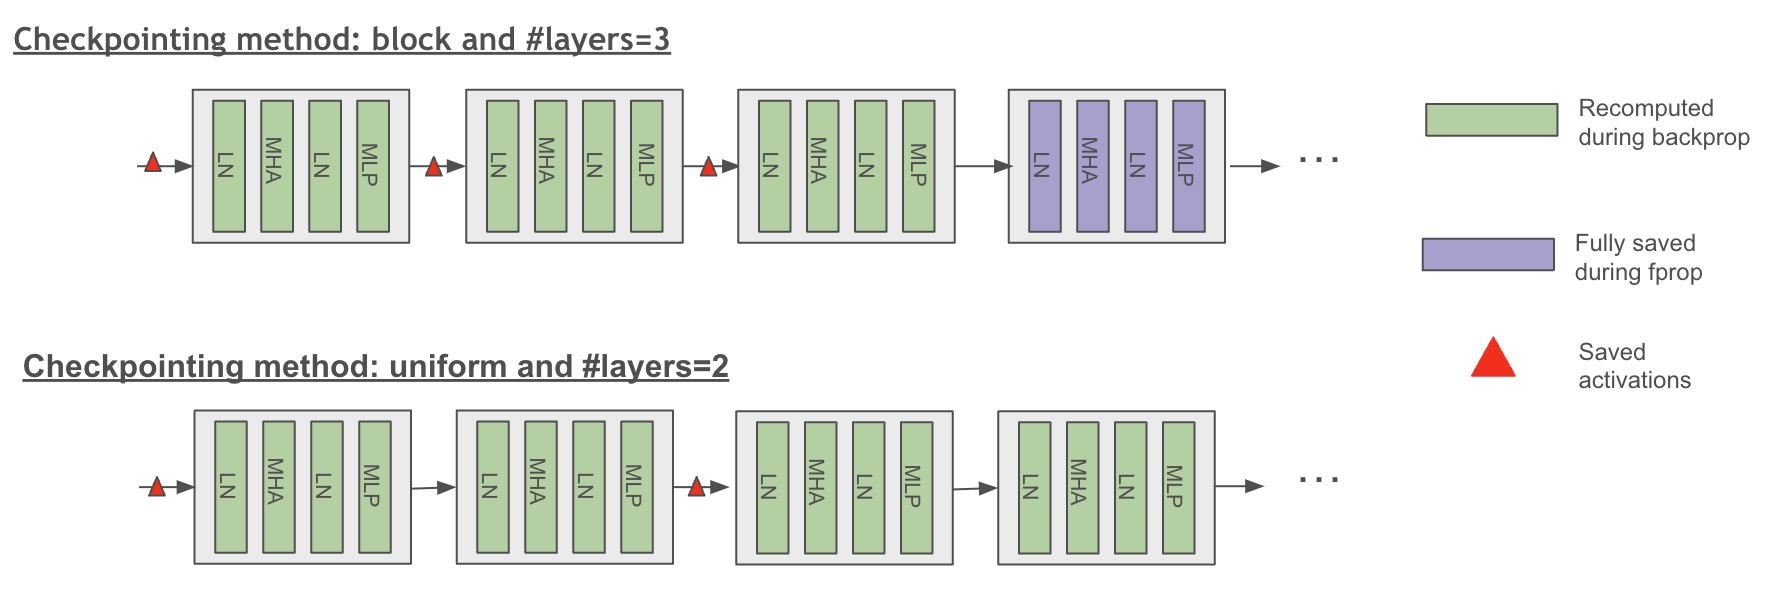 Checkpointing method: block and #layers=3
LN
MHA
LN
MLP
LN
MHA
LN
MLP
LN
MHA
LN
MLP
LN
MHA
LN
MLP
...
Recomputed
during backprop
Fully saved
during fprop
Saved
activations
Checkpointing method: uniform and #layers=2
LN
MHA
LN
MLP
LN
MHA
LN
MLP
LN
MHA
LN
MLP
LN
MHA
LN
MLP
...